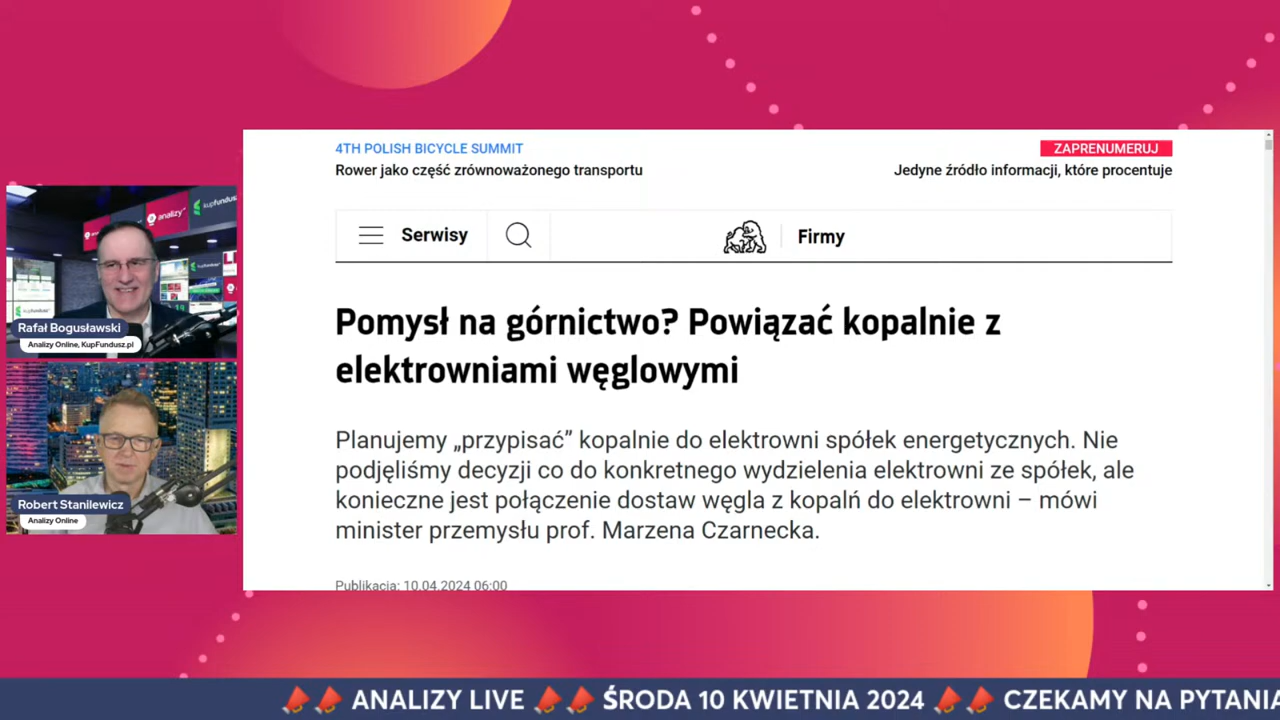 4TH POLISH BICYCLE SUMMIT
Rower jako część zrównoważonego transportu
ZAPRENUMERUJ
Jedyne źródło informacji, które procentuje
Serwisy
Firmy
Pomysł na górnictwo? Powiązać kopalnie z
elektrowniami węglowymi
Planujemy „przypisać” kopalnie do elektrowni spółek energetycznych. Nie
podjęliśmy decyzji co do konkretnego wydzielenia elektrowni ze spółek, ale
konieczne jest połączenie dostaw węgla z kopalń do elektrowni – mówi
minister przemysłu prof. Marzena Czarnecka.
Publikacja: 10.04.2024 06:00
analizy
kupfundusz
Rafał Bogusławski
Analizy Online, KupFundusz.pl
Robert Stanilewicz
Analizy Online
ANALIZY LIVE ŚRODA 10 KWIETNIA 2024 CZEKAMY NA PYTANIA